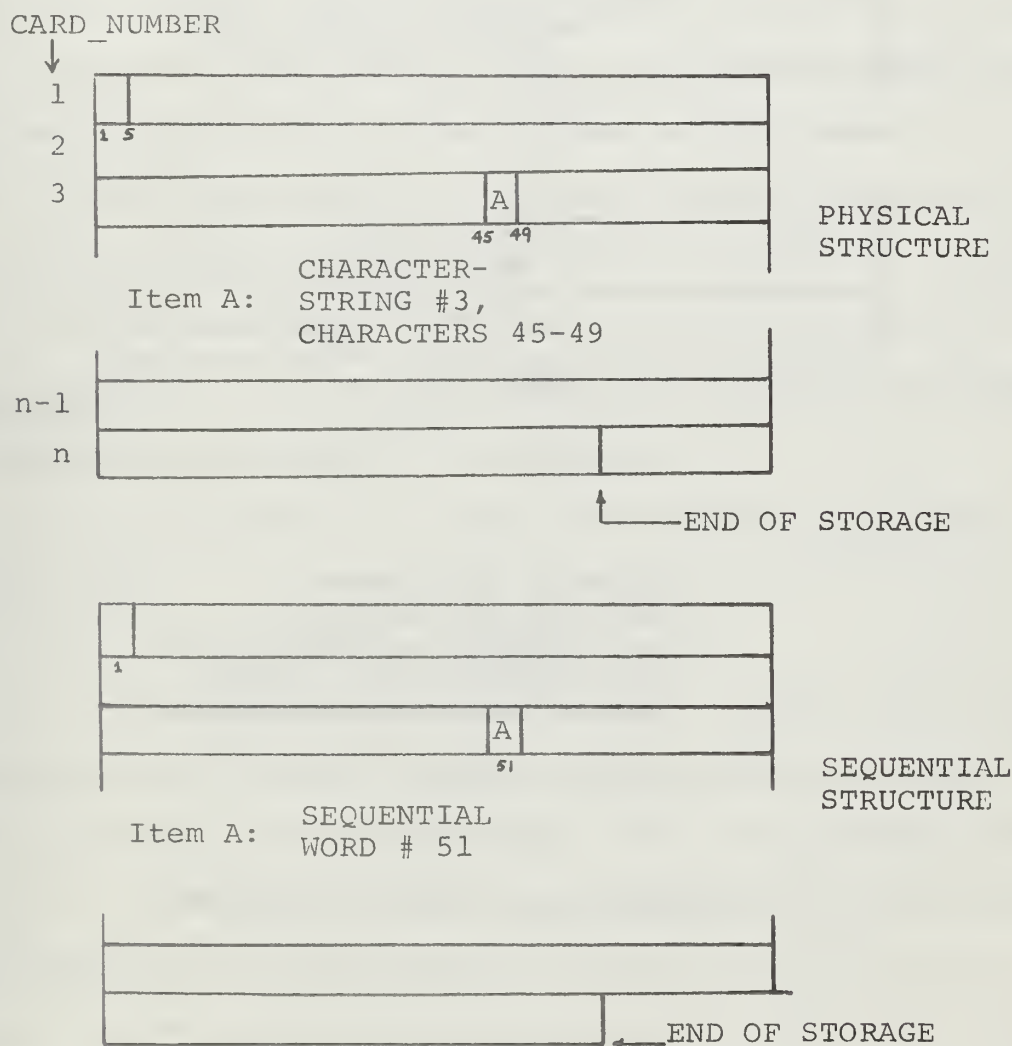 CARD_NUMBER
1
1 5
2
3
A
45 49
PHYSICAL
STRUCTURE
Item A:
CHARACTER-
STRING #3,
CHARACTERS 45-49
n-1
n
END OF STORAGE
1
A
51
SEQUENTIAL
STRUCTURE
Item A:
SEQUENTIAL
WORD # 51
END OF STORAGE